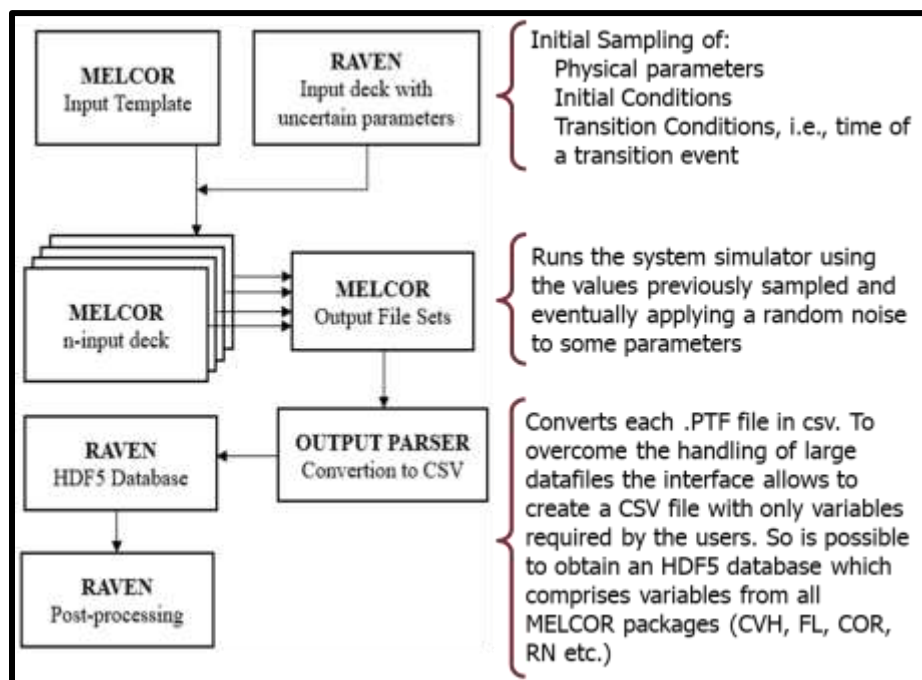 MELCOR
Input Template
RAVEN
Input deck with
uncertain parameters
Initial Sampling of:
Physical parameters
Initial Conditions
Transition Conditions, i.e., time of
a transition event
MELCOR
n-input deck
MELCOR
Output File Sets
Runs the system simulator using
the values previously sampled and
eventually applying a random noise
to some parameters
RAVEN
HDF5 Database
OUTPUT PARSER
Convertion to CSV
RAVEN
Post-processing
Converts each .PTF file in csv. To
overcome the handling of large
datafiles the interface allows to
create a CSV file with only variables
required by the users. So is possible
to obtain an HDF5 database which
comprises variables from all
MELCOR packages (CVH, FL, COR,
RN etc.)